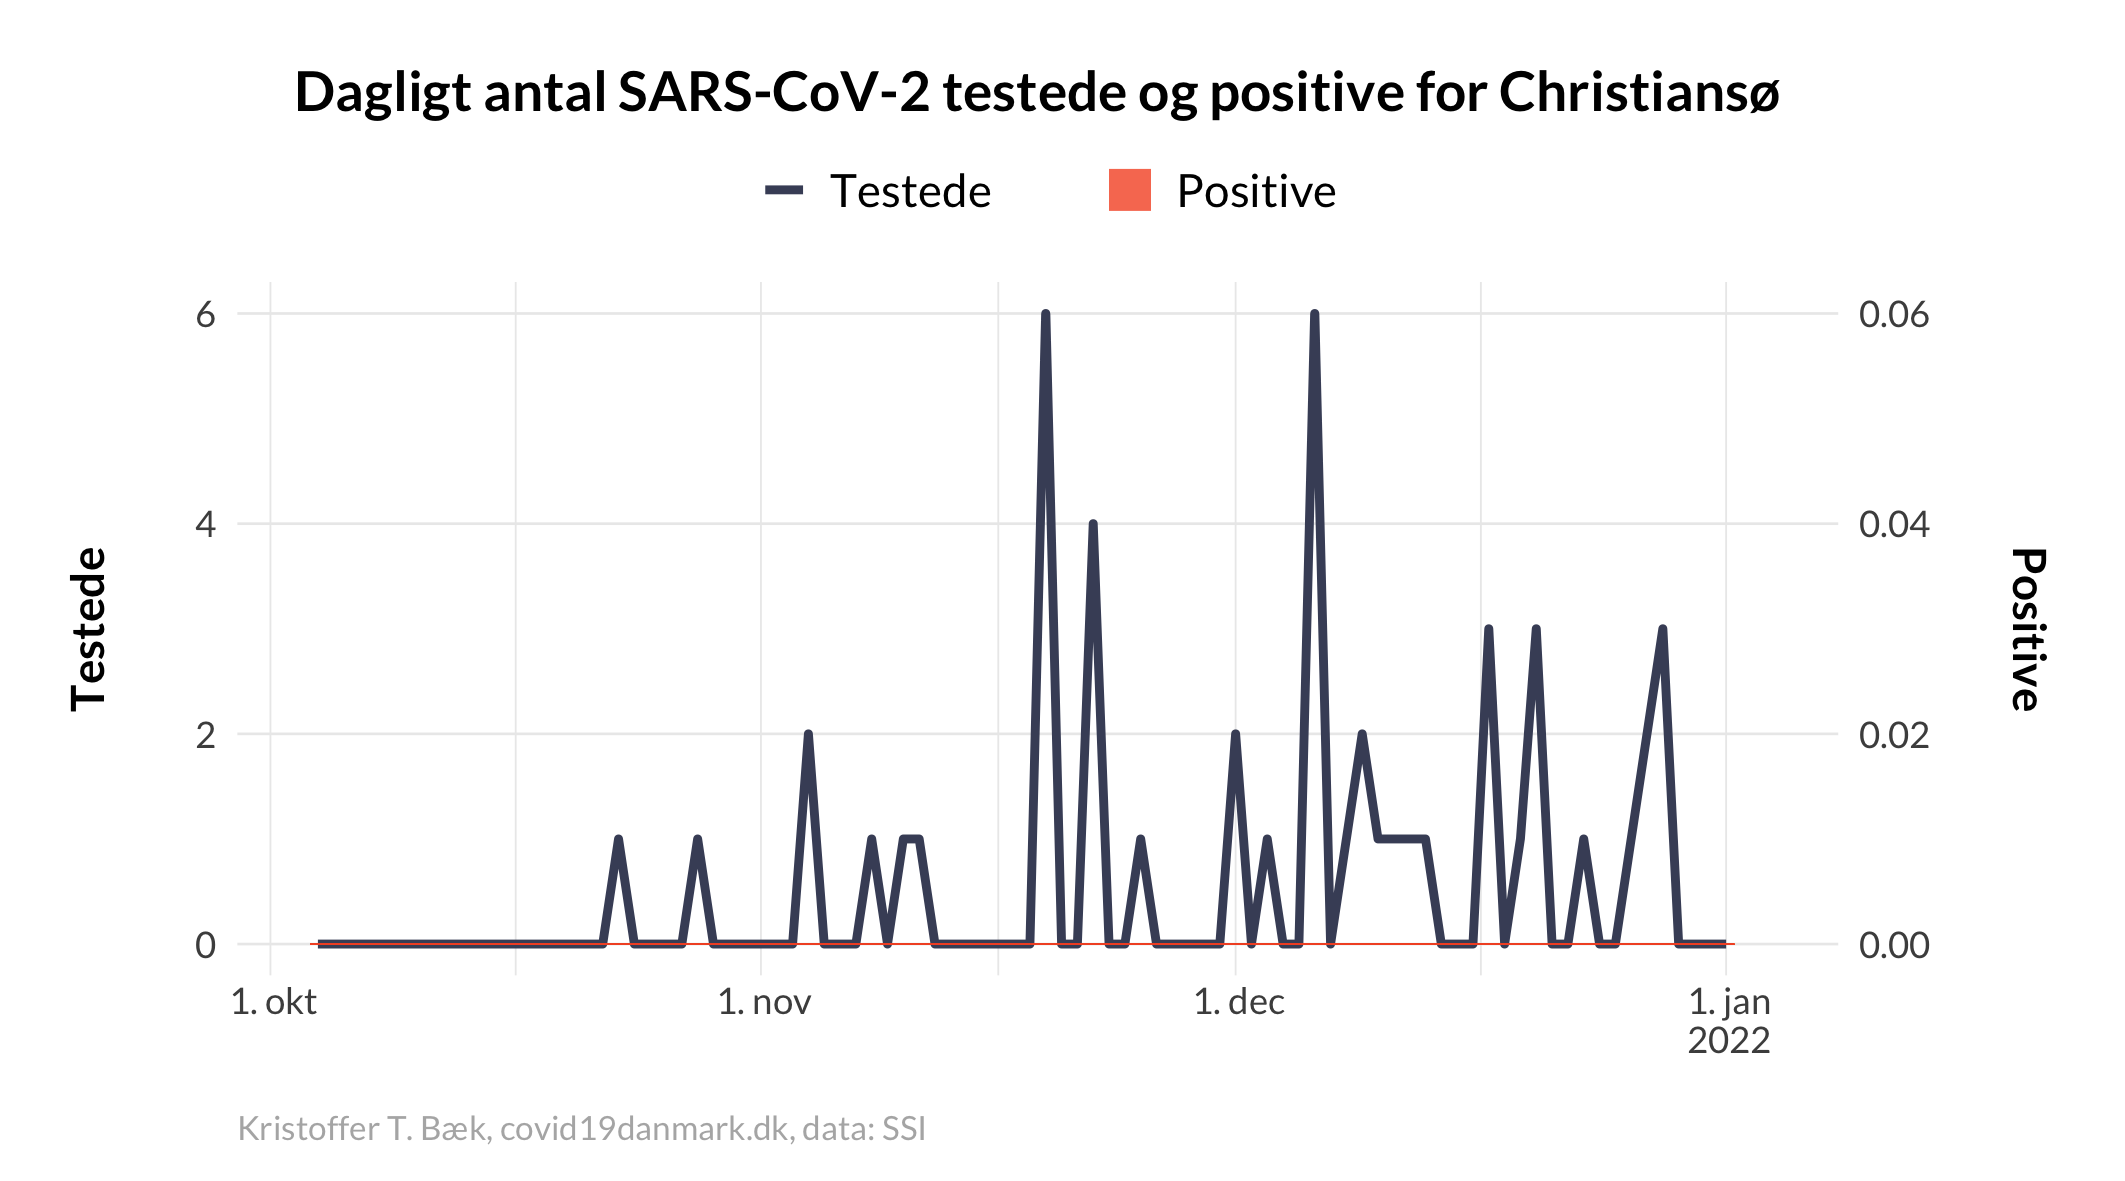 Dagligt antal SARS-CoV-2 testede og positive for Christiansø
Testede
Positive
6
4
2
0
0.06
0.04
0.02
0.00
Testede
Positive
1. okt
1. nov
1. dec
1. jan
2022
Kristoffer T. Bæk, covid19danmark.dk, data: SSI